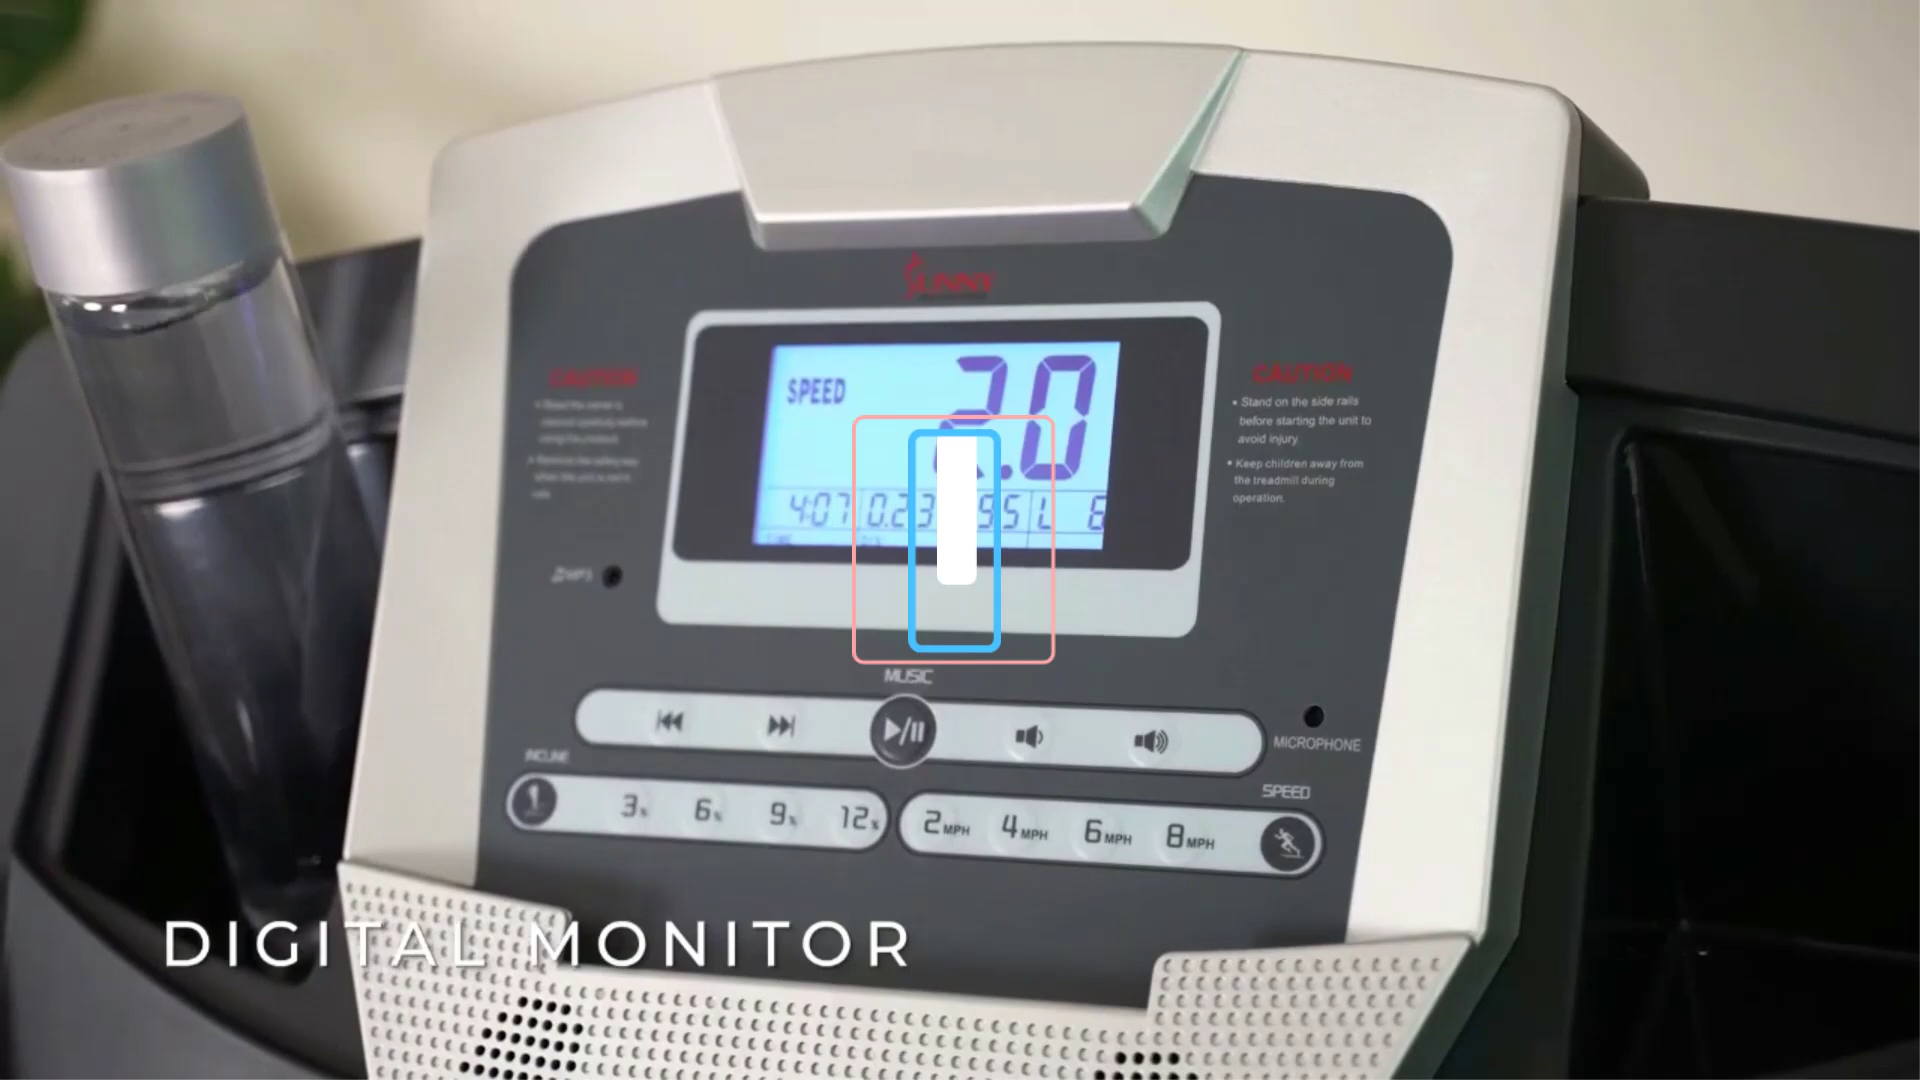 SUNNY
SPEED
2.0
4:07 0.23
CAUTION
CAUTION
• Stand on the side rails
before starting the unit to
avoid injury.
• Keep children away from
the treadmill during
operation.
MUSIC
MICROPHONE
INCLINE
3% 6% 9% 12%
SPEED
2MPH 4MPH 6MPH 8MPH
DIGITAL MONITOR